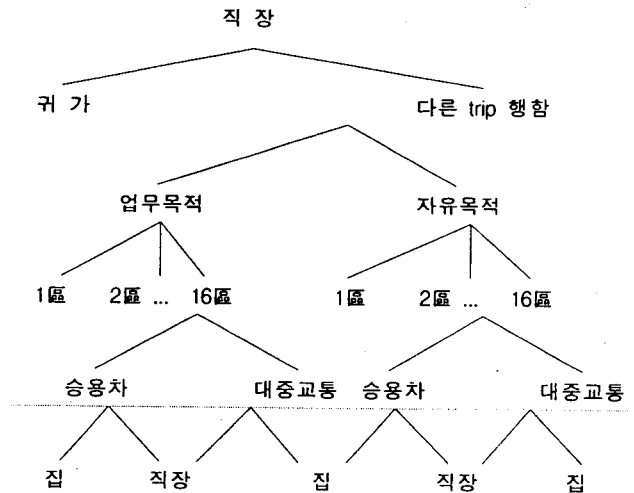 직 장
귀 가 다른 trip 행함
업무목적 자유목적
1區 2區 ... 16區 1區 2區 ... 16區
승용차 대중교통 승용차 대중교통
집 직장 집 직장 집